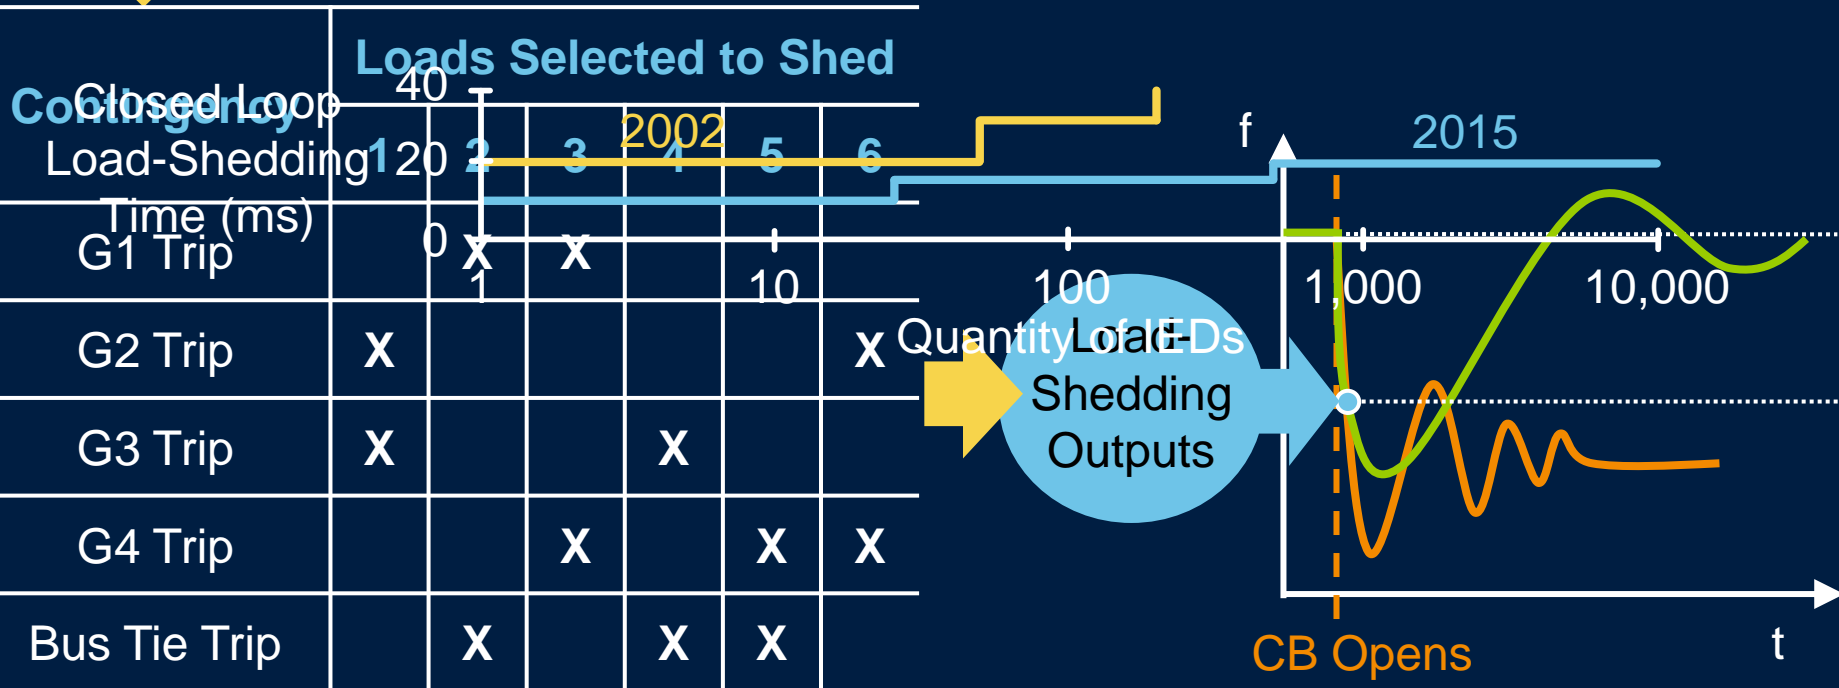 Loads Selected to Shed
Contingency
1 2 3 4 5 6
G1 Trip X X
G2 Trip X X
G3 Trip X X
G4 Trip X X X
Bus Tie Trip X X X
Closed Loop
Load-Shedding
Time (ms)
40
20
0
2002
2015
1 10 100 1,000 10,000
Quantity of IEDs
Load-
Shedding
Outputs
f
t
CB Opens